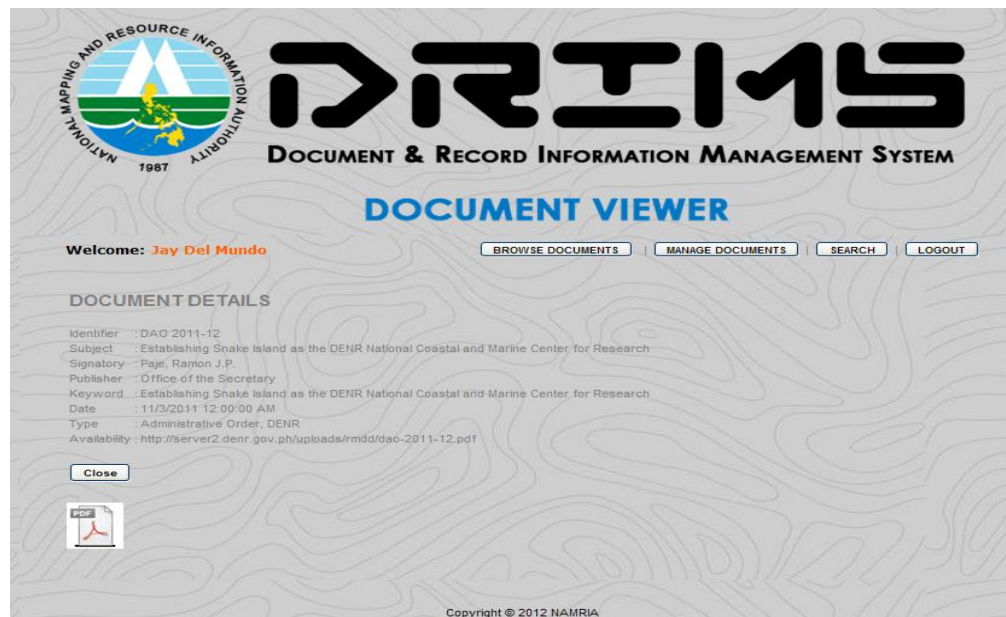 NATIONAL MAPPING AND RESOURCE INFORMATION AUTHORITY
1987
DRIMS
DOCUMENT & RECORD INFORMATION MANAGEMENT SYSTEM
DOCUMENT VIEWER
Welcome: Jay Del Mundo BROWSE DOCUMENTS | MANAGE DOCUMENTS | SEARCH | LOGOUT
DOCUMENT DETAILS
Identifier : DAO 2011-12
Subject : Establishing Snake Island as the DENR National Coastal and Marine Center for Research
Signatory : Paje, Ramon J.P.
Publisher : Office of the Secretary
Keyword : Establishing Snake Island as the DENR National Coastal and Marine Center for Research
Date : 11/3/2011 12:00:00 AM
Type : Administrative Order, DENR
Availability : http://server2.denr.gov.ph/uploads/rmdd/dao-2011-12.pdf
Close
PDF
Copyright © 2012 NAMRIA